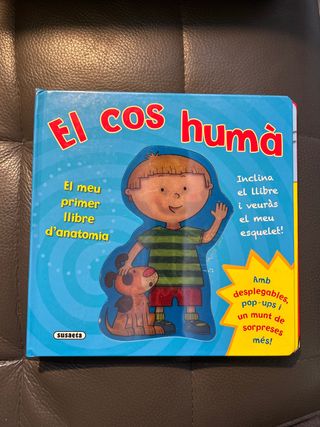 El cos humà
El meu
primer
llibre
d'anatomia
Inclina
el llibre
i veuràs
el meu
esquelet!
Amb
desplegables,
pop-ups i
un munt de
sorpreses
més!
susaeta